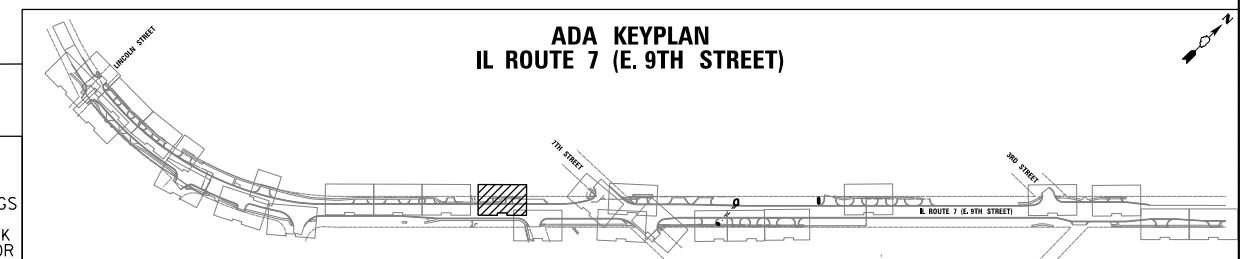 ADA KEYPLAN
IL ROUTE 7 (E. 9TH STREET)
N
LINCOLN STREET
7TH STREET
3RD STREET
IL ROUTE 7 (E. 9TH STREET)
GS
K
OR